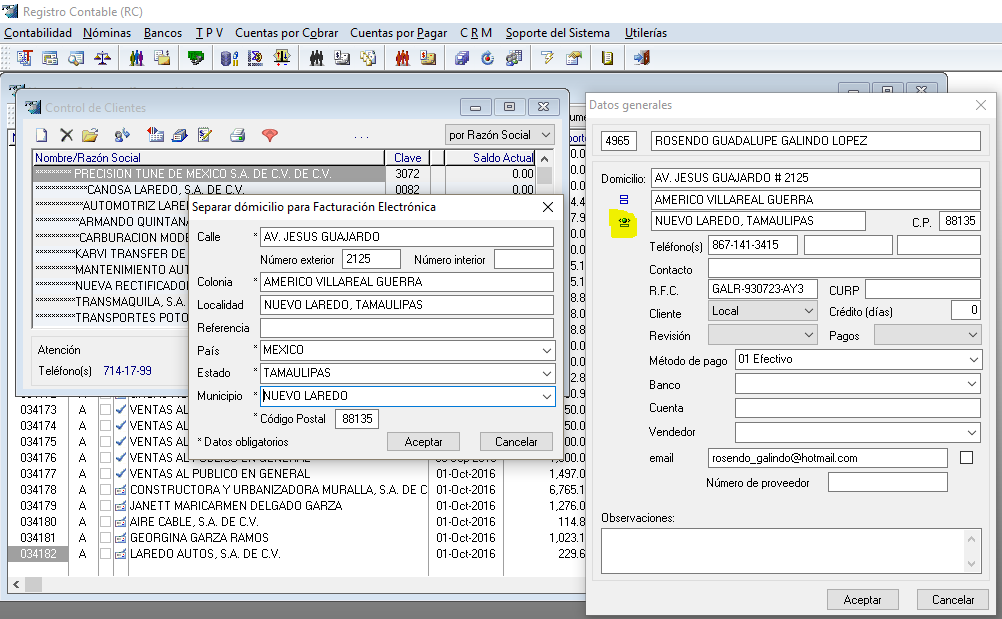 Registro Contable (RC)
Contabilidad Nóminas Bancos T P V Cuentas por Cobrar Cuentas por Pagar C R M Soporte del Sistema Utilerías
Control de Clientes
. . .
por Razón Social
Nombre/Razón Social Clave Saldo Actual
********* PRECISION TUNE DE MEXICO S.A. DE C.V. DE C.V. 3072 0.00
*********CANOSA LAREDO, S.A. DE C.V. 0082 0.00
*********AUTOMOTRIZ LARE
*********ARMANDO QUINTAN
*********CARBURACION MODE
*********KARVI TRANSFER DE
*********MANTENIMIENTO AUT
*********NUEVA RECTIFICADO
*********TRANSMAQUILA, S.A.
*********TRANSPORTES POTO
Atención
Teléfono(s) 714-17-99
Separar dómicilio para Facturación Electrónica
Calle * AV. JESUS GUAJARDO
Número exterior 2125 Número interior
Colonia * AMERICO VILLAREAL GUERRA
Localidad NUEVO LAREDO, TAMAULIPAS
Referencia
País * MEXICO
Estado * TAMAULIPAS
Municipio * NUEVO LAREDO
* Código Postal 88135
* Datos obligatorios Aceptar Cancelar
034173 A VENTAS AL
034174 A VENTAS AL
034175 A VENTAS AL
034176 A VENTAS AL PUBLICO EN GENERAL
034177 A VENTAS AL PUBLICO EN GENERAL 01-Oct-2016 1,497.0
034178 A CONSTRUCTORA Y URBANIZADORA MURALLA, S.A. DE C 01-Oct-2016 6,765.1
034179 A JANETT MARICARMEN DELGADO GARZA 01-Oct-2016 1,276.0
034180 A AIRE CABLE, S.A. DE C.V. 01-Oct-2016 114.8
034181 A GEORGINA GARZA RAMOS 01-Oct-2016 1,023.1
034182 A LAREDO AUTOS, S.A. DE C.V. 01-Oct-2016 229.6
Datos generales
4965 ROSENDO GUADALUPE GALINDO LOPEZ
Domicilio: AV. JESUS GUAJARDO # 2125
AMERICO VILLAREAL GUERRA
NUEVO LAREDO, TAMAULIPAS C.P. 88135
Teléfono(s) 867-141-3415
Contacto
R.F.C. GALR-930723-AY3 CURP
Cliente Local Crédito (días) 0
Revisión Pagos
Método de pago 01 Efectivo
Banco
Cuenta
Vendedor
email rosendo_galindo@hotmail.com
Número de proveedor
Observaciones:
Aceptar Cancelar